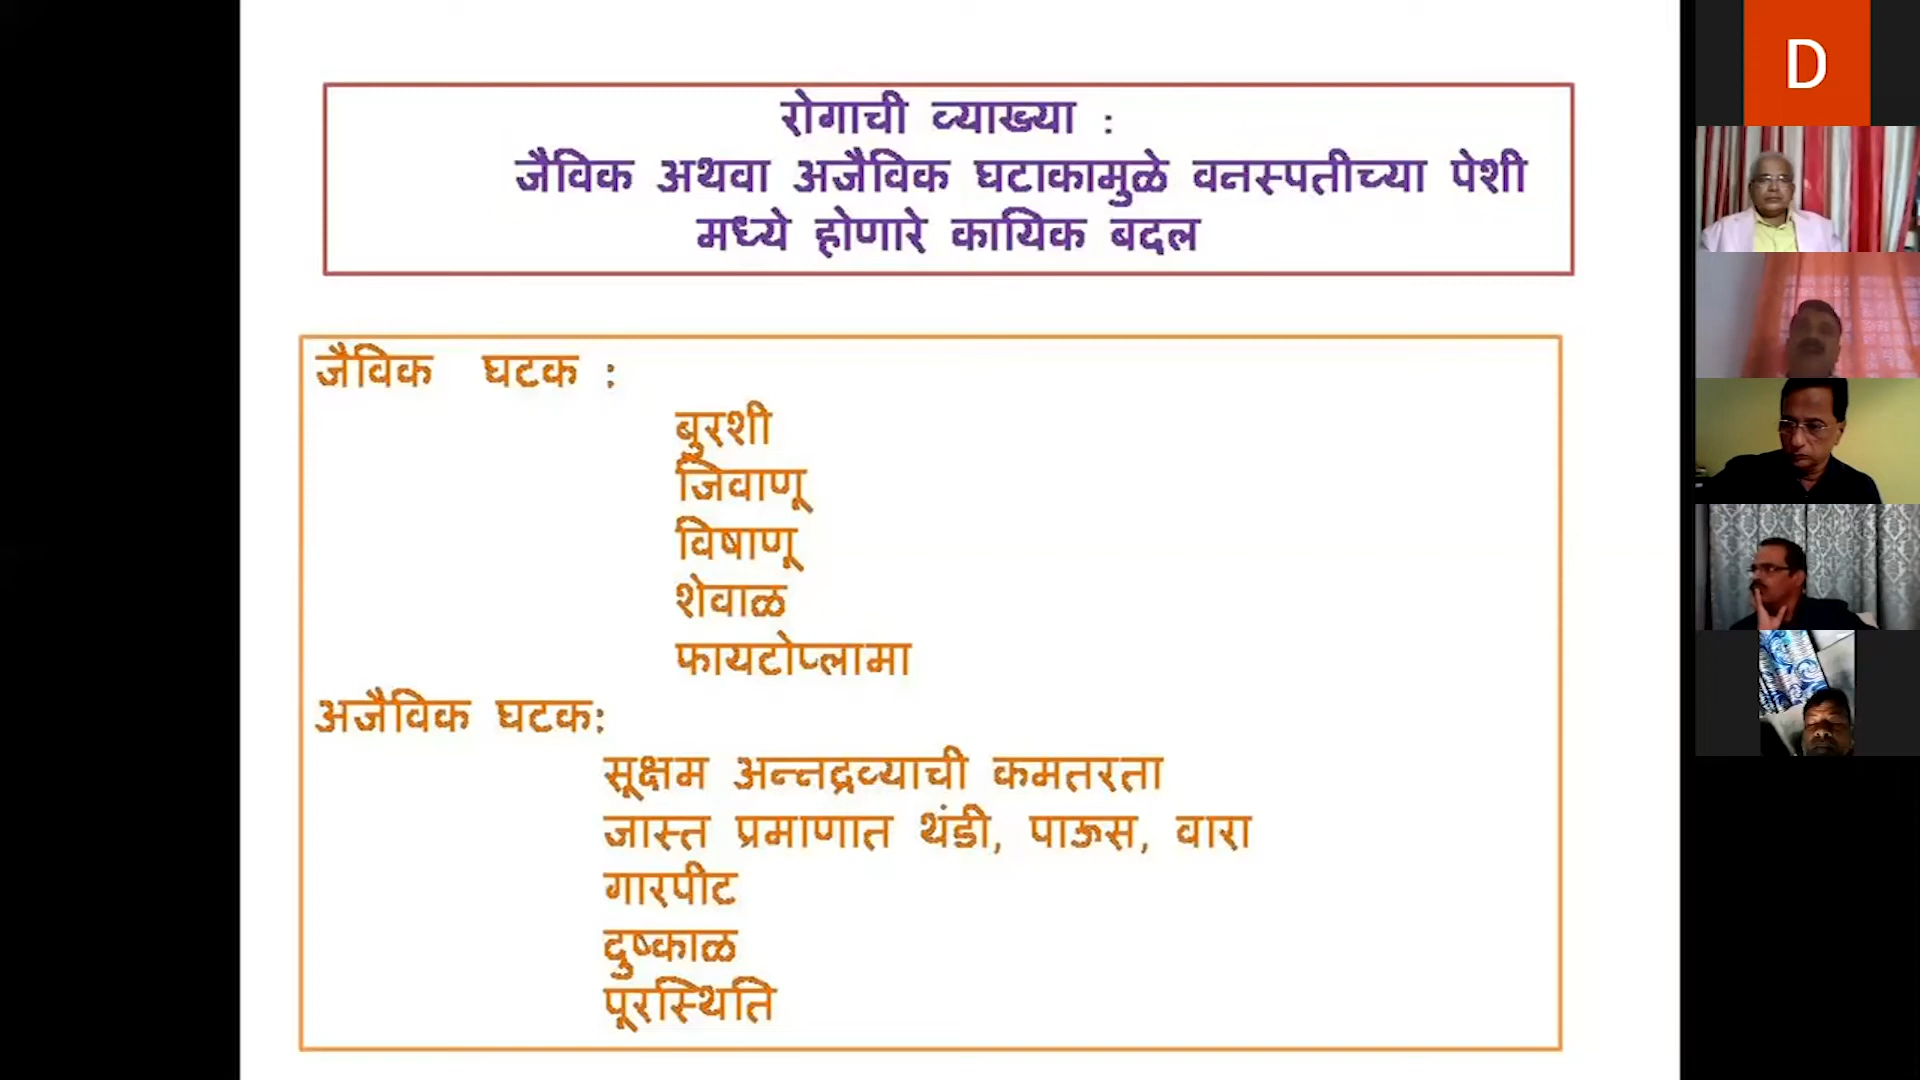 रोगाची व्याख्या :
जैविक अथवा अजैविक घटाकामुळे वनस्पतीच्या पेशी
मध्ये होणारे कायिक बदल
जैविक घटक :
बुरशी
जिवाणू
विषाणू
शेवाळ
फायटोप्लामा
अजैविक घटक:
सूक्षम अन्नद्रव्याची कमतरता
जास्त प्रमाणात थंडी, पाऊस, वारा
गारपीट
दुष्काळ
पूरस्थिति
D